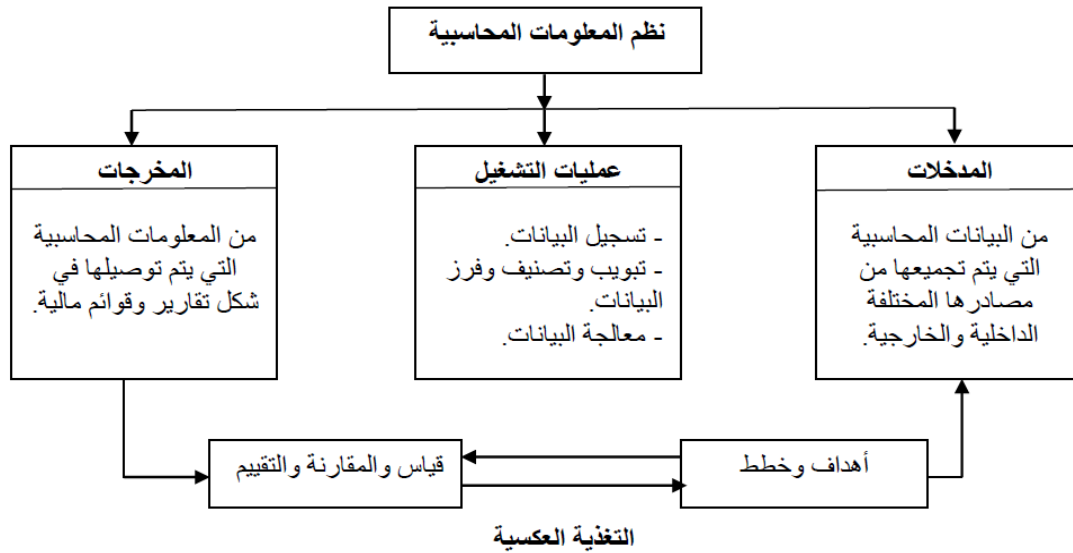 نظم المعلومات المحاسبية
المدخلات
من البيانات المحاسبية
التي يتم تجميعها من
مصادرها المختلفة
الداخلية والخارجية.
عمليات التشغيل
- تسجيل البيانات.
- تبويب وتصنيف وفرز
البيانات.
- معالجة البيانات.
المخرجات
من المعلومات المحاسبية
التي يتم توصيلها في
شكل تقارير وقوائم مالية.
أهداف وخطط
قياس والمقارنة والتقييم
التغذية العكسية